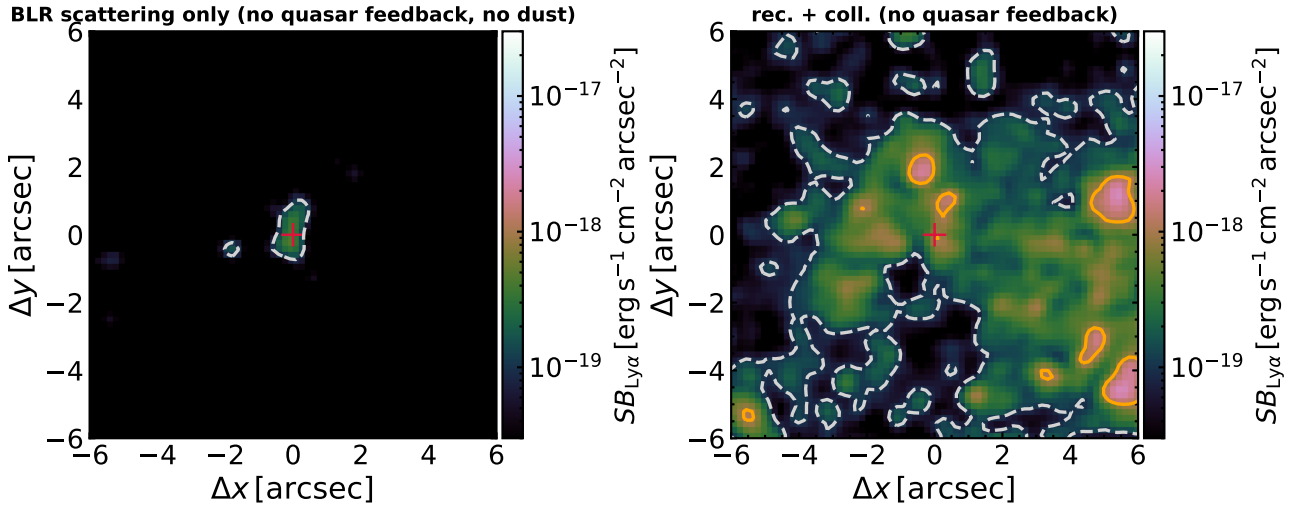 BLR scattering only (no quasar feedback, no dust)
6
4
2
0
−2
−4
−6
Δy [arcsec]
−6 −4 −2 0 2 4 6
Δx [arcsec]
10⁻¹⁷
10⁻¹⁸
10⁻¹⁹
SB_Lyα [erg s⁻¹ cm⁻² arcsec⁻²]
rec. + coll. (no quasar feedback)
6
4
2
0
−2
−4
−6
Δy [arcsec]
−6 −4 −2 0 2 4 6
Δx [arcsec]
10⁻¹⁷
10⁻¹⁸
10⁻¹⁹
SB_Lyα [erg s⁻¹ cm⁻² arcsec⁻²]